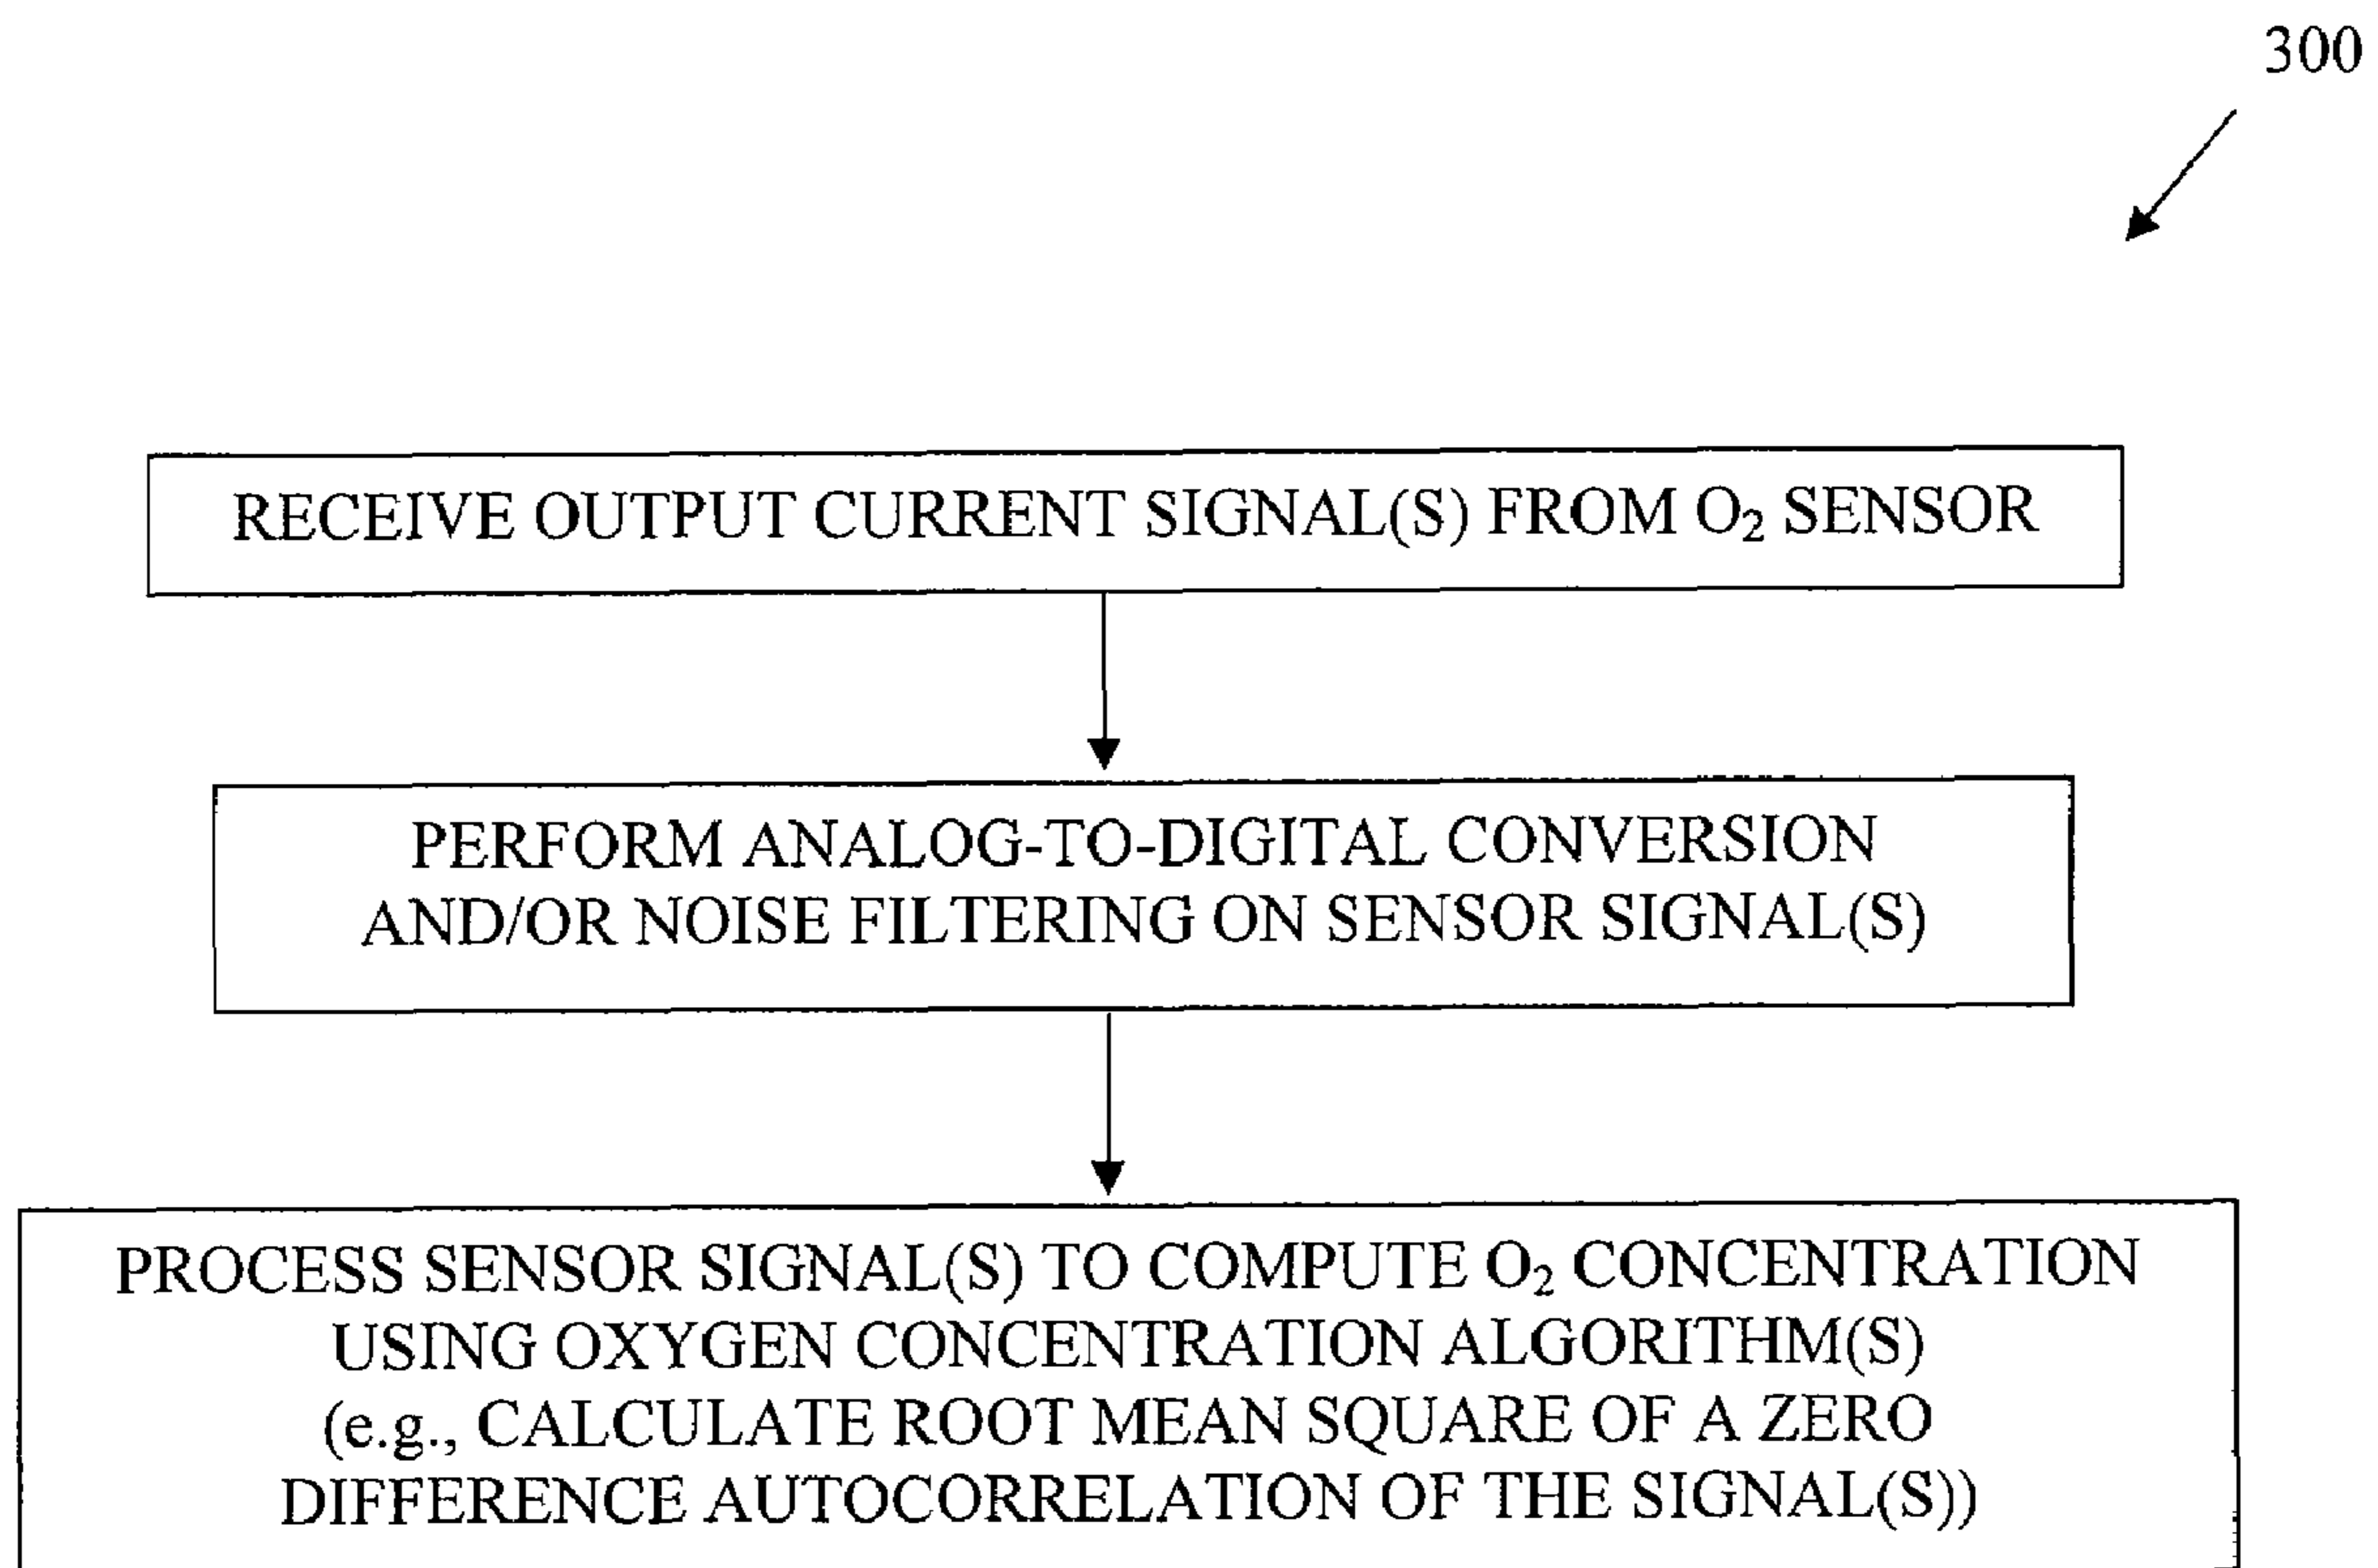 300
RECEIVE OUTPUT CURRENT SIGNAL(S) FROM O₂ SENSOR
PERFORM ANALOG-TO-DIGITAL CONVERSION
AND/OR NOISE FILTERING ON SENSOR SIGNAL(S)
PROCESS SENSOR SIGNAL(S) TO COMPUTE O₂ CONCENTRATION
USING OXYGEN CONCENTRATION ALGORITHM(S)
(e.g., CALCULATE ROOT MEAN SQUARE OF A ZERO
DIFFERENCE AUTOCORRELATION OF THE SIGNAL(S))